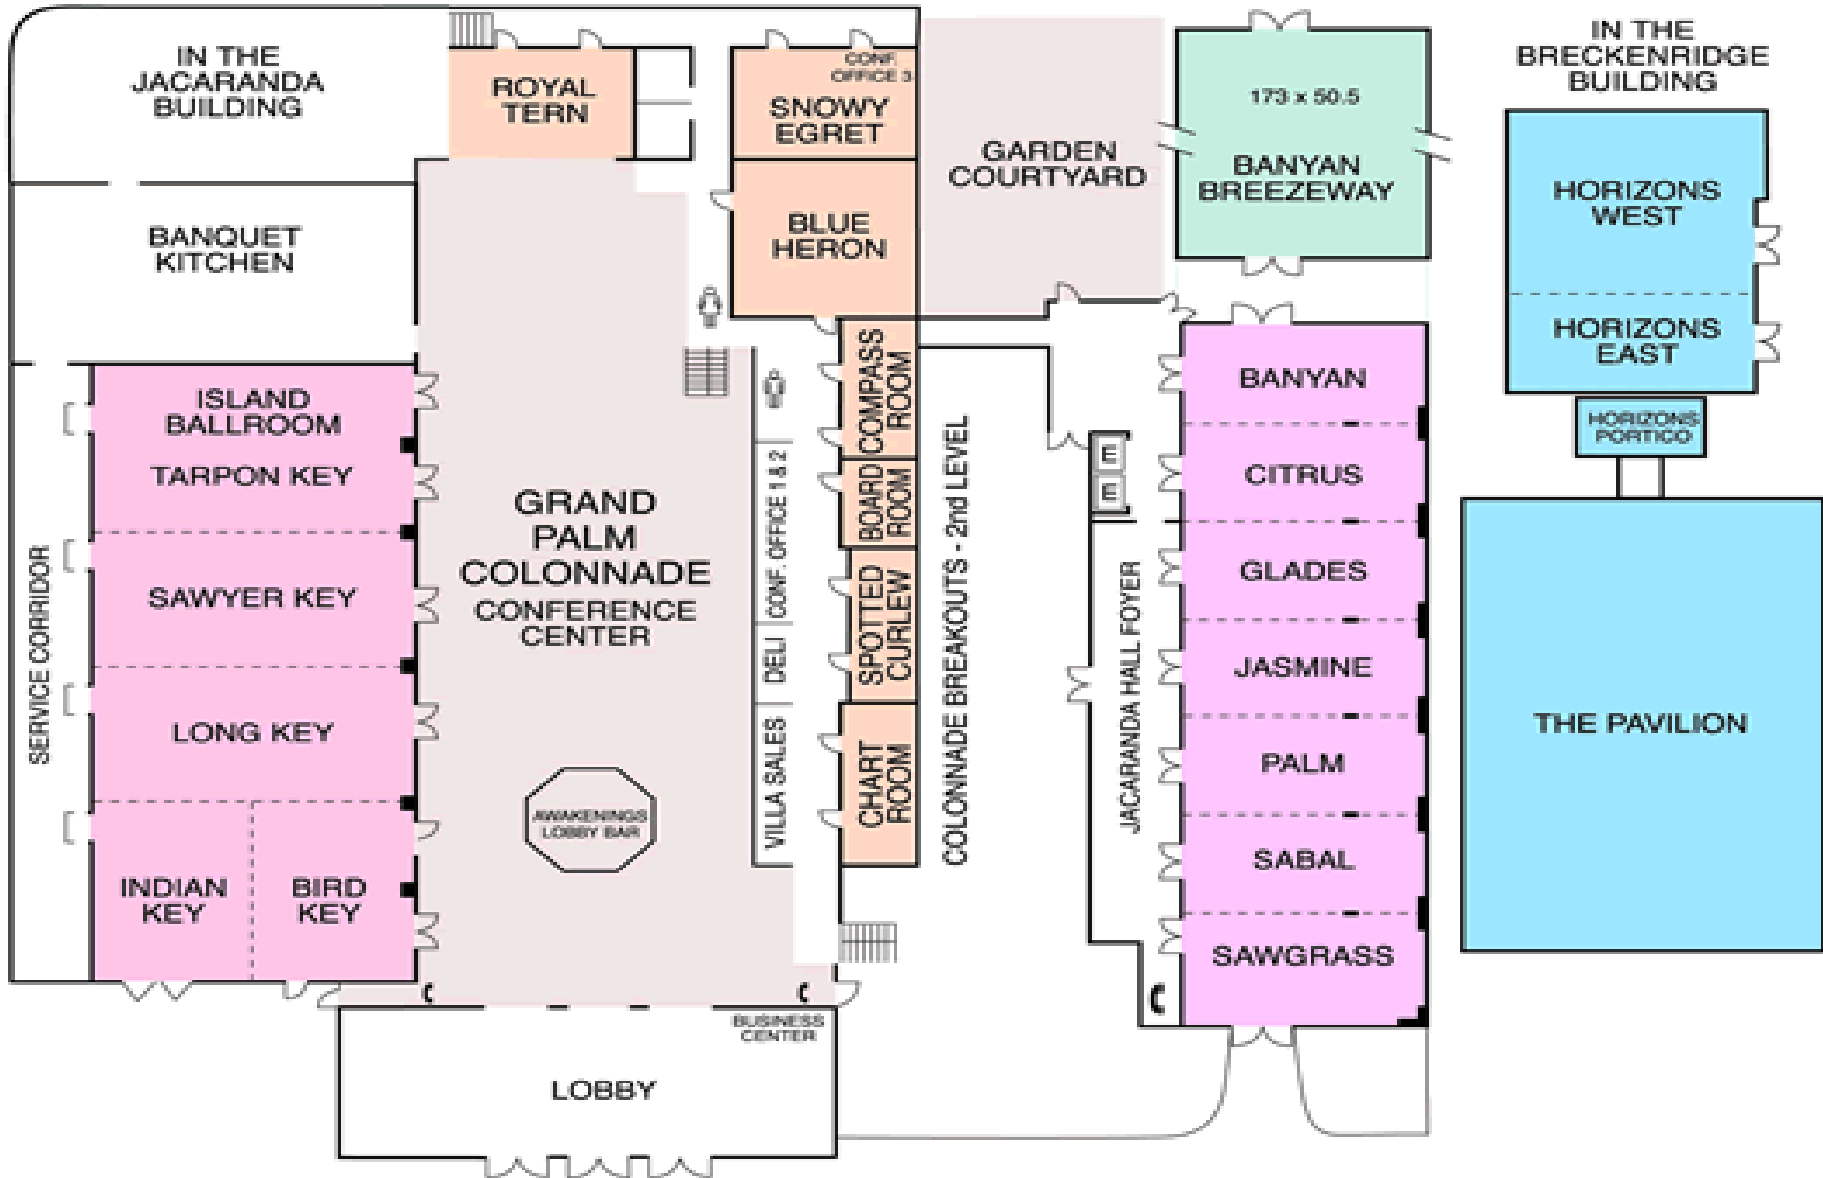 IN THE
JACARANDA
BUILDING
ROYAL
TERN
CONF.
OFFICE 3
SNOWY
EGRET
BLUE
HERON
GARDEN
COURTYARD
173 x 50.5
BANYAN
BREEZEWAY
IN THE
BRECKENRIDGE
BUILDING
HORIZONS
WEST
HORIZONS
EAST
HORIZONS
PORTICO
THE PAVILION
BANQUET
KITCHEN
SERVICE CORRIDOR
ISLAND
BALLROOM
TARPON KEY
SAWYER KEY
LONG KEY
INDIAN
KEY
BIRD
KEY
GRAND
PALM
COLONNADE
CONFERENCE
CENTER
AWAKENINGS
LOBBY BAR
CONF. OFFICE 1 & 2
DELI
VILLA SALES
COMPASS
ROOM
BOARD
ROOM
SPOTTED
CURLEW
CHART
ROOM
COLONNADE BREAKOUTS - 2nd LEVEL
E
E
JACARANDA HALL FOYER
BANYAN
CITRUS
GLADES
JASMINE
PALM
SABAL
SAWGRASS
BUSINESS
CENTER
LOBBY